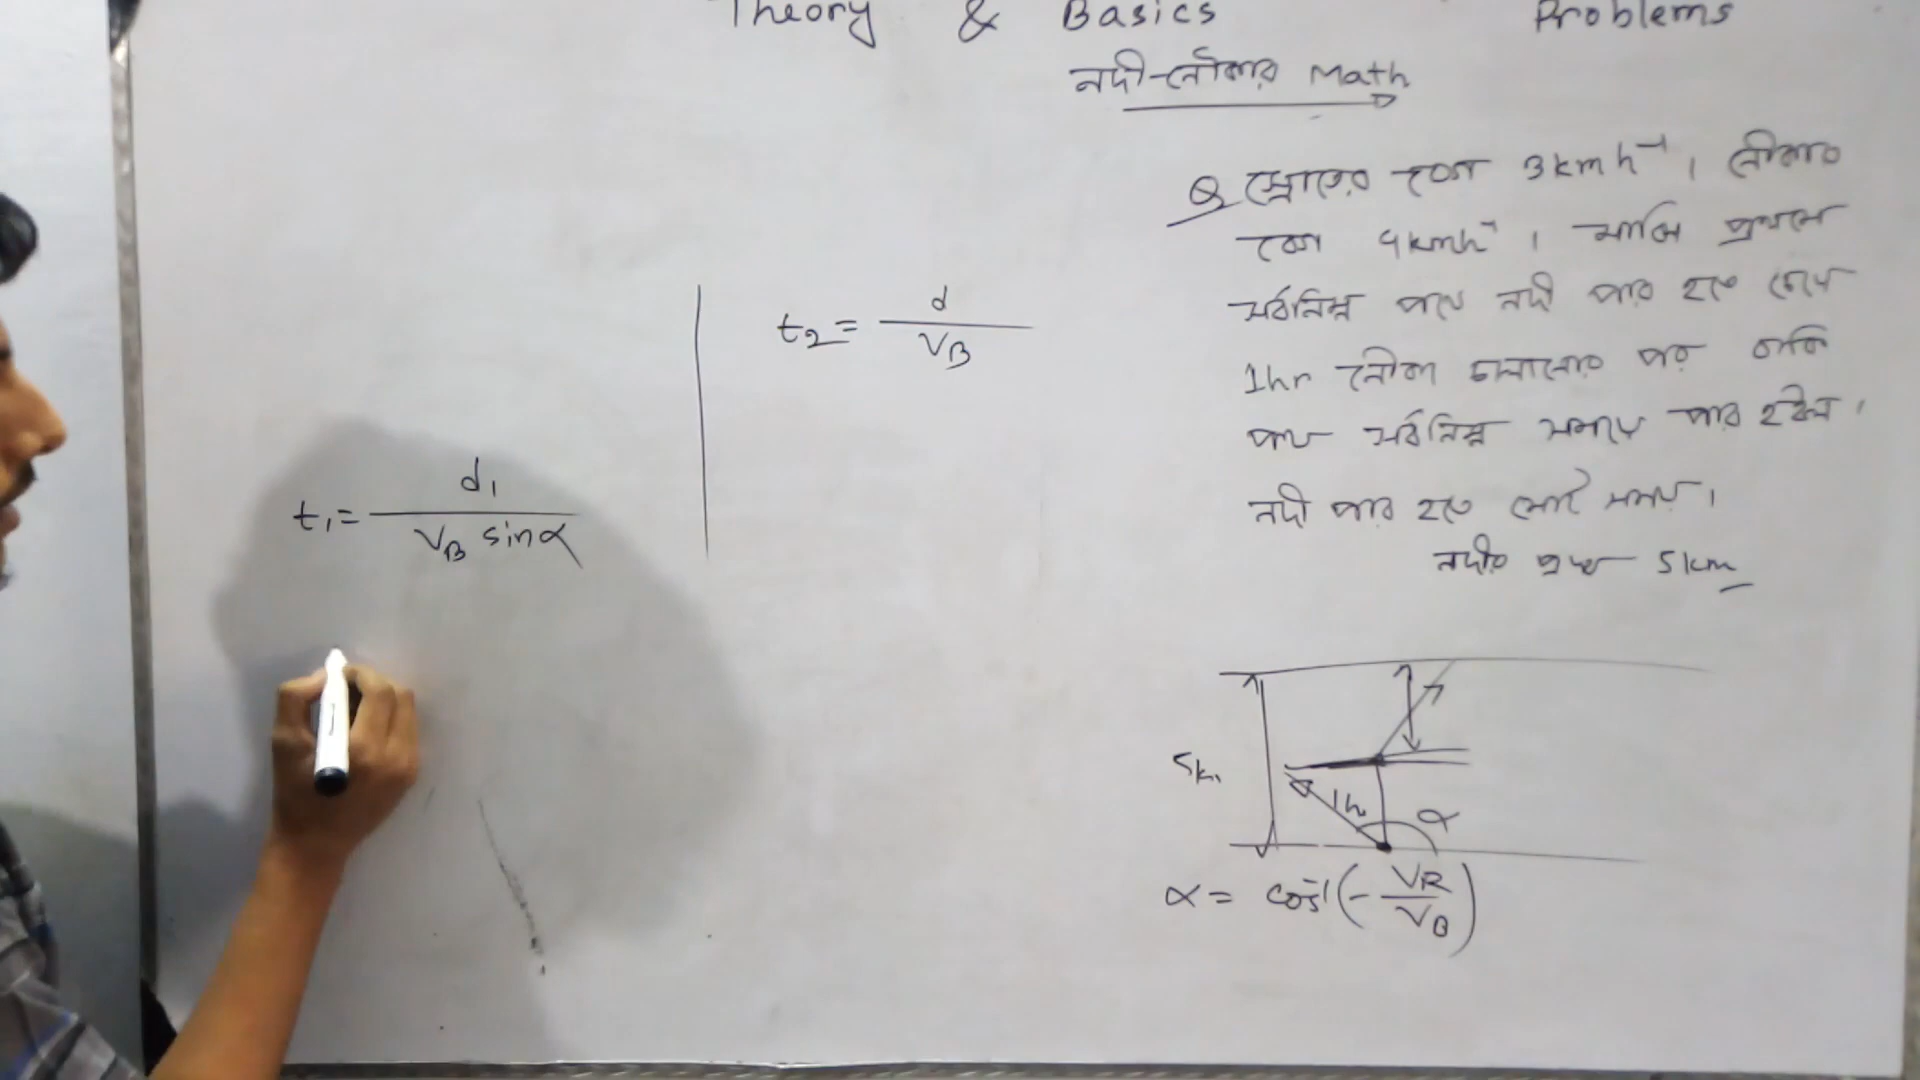 Theory & Basics Problems
নদী-নৌকার Math
Q স্রোতের বেগ 3kmh⁻¹, নৌকার
বেগ 4kmh⁻¹। মাঝি প্রথমে
সর্বনিম্ন পথে নদী পার হতে চেয়ে
1hr নৌকা চালানোর পর বাকি
পথ সর্বনিম্ন সময়ে পার হইল।
নদী পার হতে মোট সময়।
নদীর প্রস্থ 5km
t₂ = d / V_B
t₁ = d₁ / V_B sinα
5k
1h
α
α = cos⁻¹(-V_R/V_B)